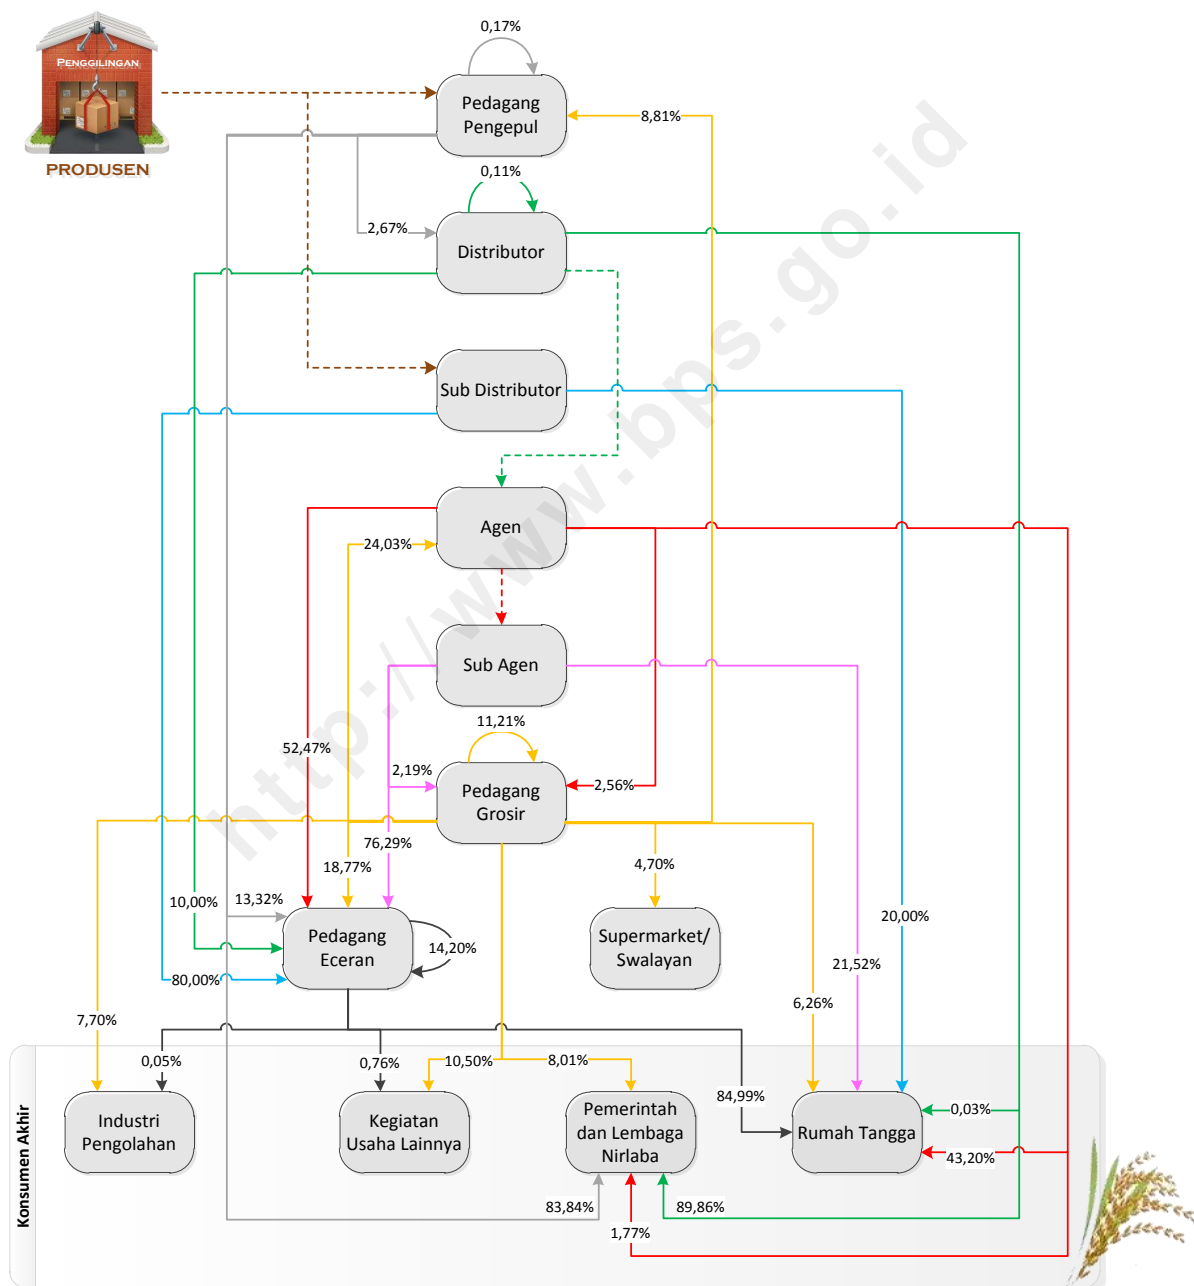 0,17%
PENGGILINGAN
Pedagang
Pengepul
8,81%
PRODUSEN
0,11%
2,67%
Distributor
Sub Distributor
Agen
24,03%
Sub Agen
11,21%
52,47%
2,19%
Pedagang
Grosir
2,56%
76,29%
18,77%
4,70%
10,00%
13,32%
20,00%
Pedagang
Eceran
14,20%
Supermarket/
Swalayan
21,52%
80,00%
6,26%
7,70%
0,05%
0,76%
10,50%
8,01%
84,99%
Konsumen Akhir
Industri
Pengolahan
Kegiatan
Usaha Lainnya
Pemerintah
dan Lembaga
Nirlaba
Rumah Tangga
0,03%
43,20%
83,84%
89,86%
1,77%
http://www.bps.go.id